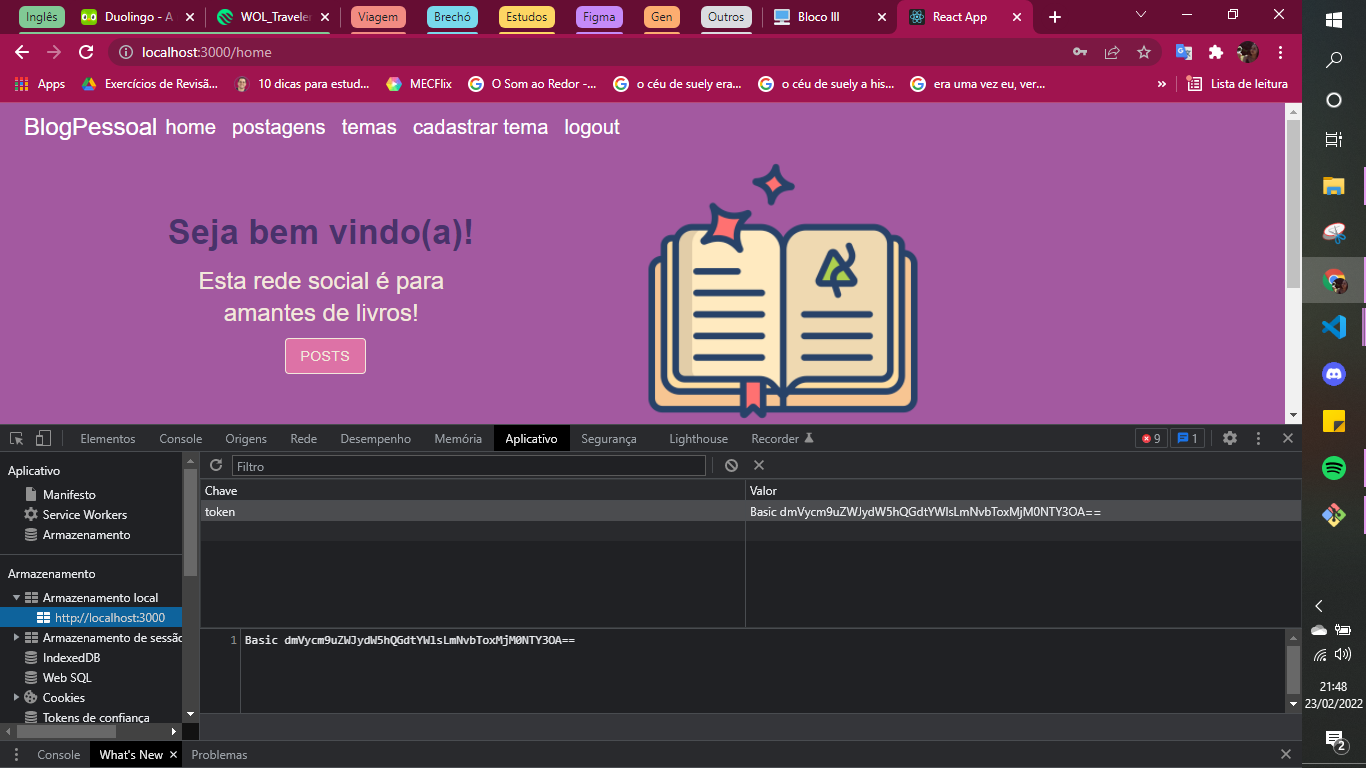 Inglês Duolingo - A WOL_Travele Viagem Brechó Estudos Figma Gen Outros Bloco III React App
localhost:3000/home
Apps Exercícios de Revisã... 10 dicas para estud... MECFlix O Som ao Redor -... o céu de suely era... o céu de suely a his... era uma vez eu, ver... » Lista de leitura
BlogPessoal home postagens temas cadastrar tema logout
Seja bem vindo(a)!
Esta rede social é para
amantes de livros!
POSTS
Elementos Console Origens Rede Desempenho Memória Aplicativo Segurança Lighthouse Recorder 9 1
Aplicativo
Manifesto
Service Workers
Armazenamento
Armazenamento
Armazenamento local
http://localhost:3000
Armazenamento de sessão
IndexedDB
Web SQL
Cookies
Tokens de confiança
Filtro
Chave Valor
token Basic dmVycm9uZWJydW5hQGdtYWlsLmNvbToxMjM0NTY3OA==
1 Basic dmVycm9uZWJydW5hQGdtYWlsLmNvbToxMjM0NTY3OA==
Console What's New Problemas
21:48
23/02/2022
2